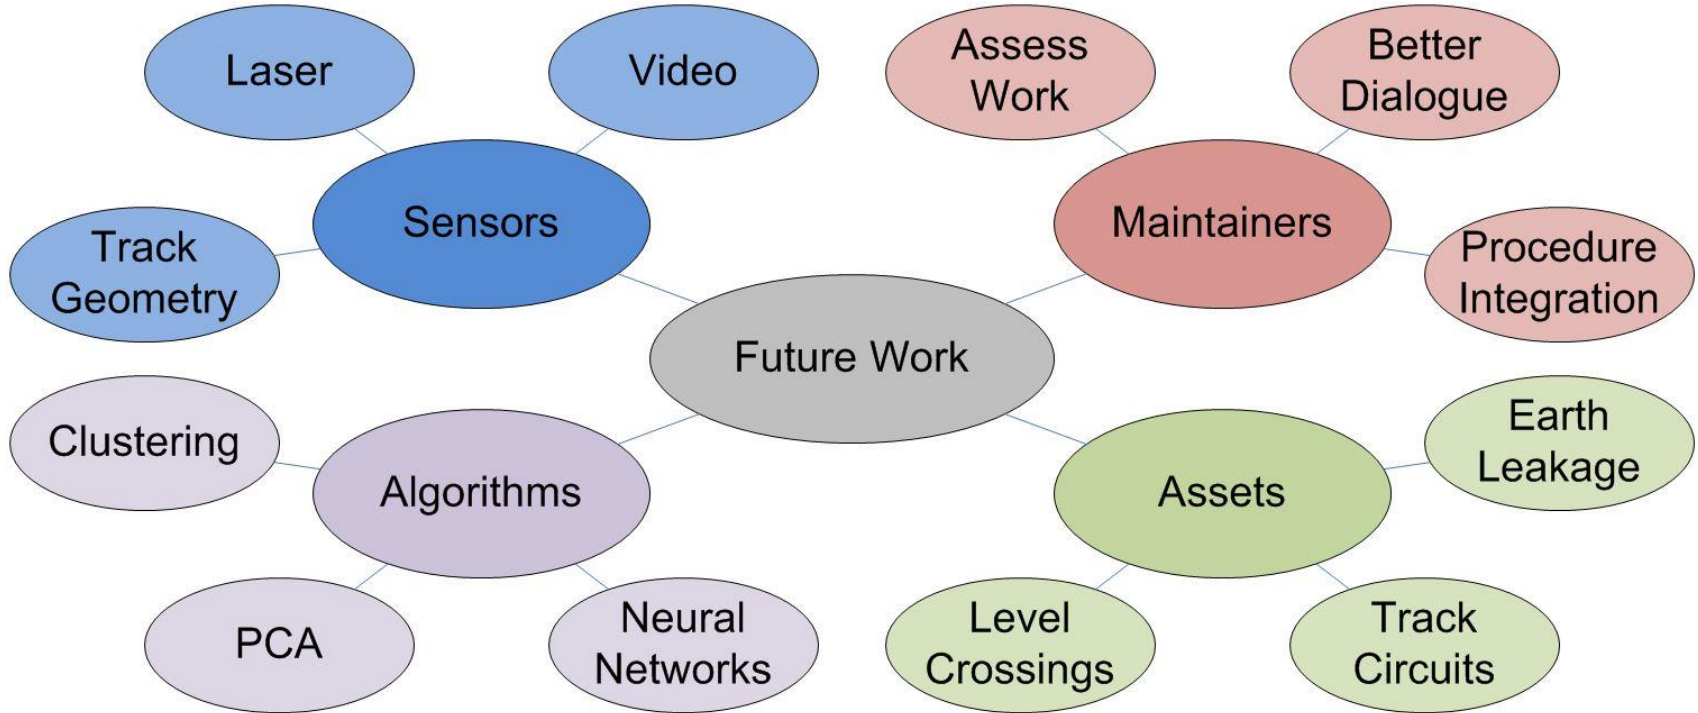 Laser
Video
Assess
Work
Better
Dialogue
Sensors
Maintainers
Track
Geometry
Procedure
Integration
Future Work
Clustering
Earth
Leakage
Algorithms
Assets
PCA
Neural
Networks
Level
Crossings
Track
Circuits